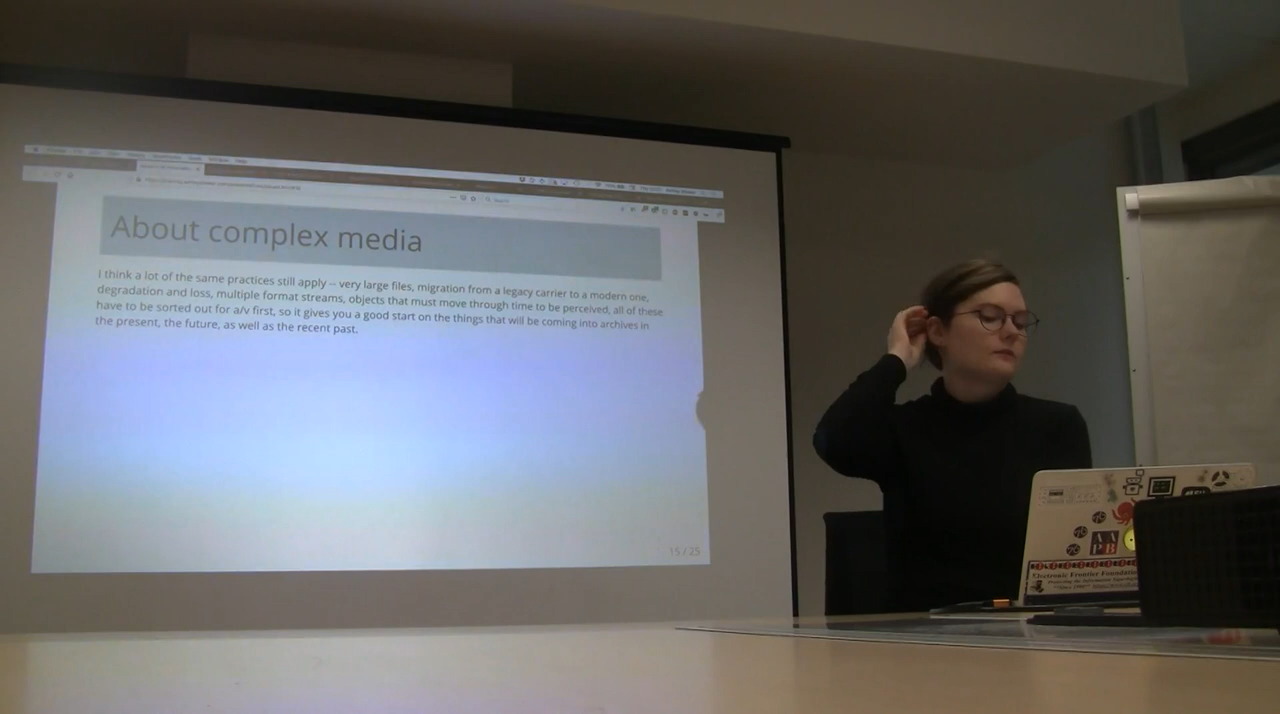 About complex media
I think a lot of the same practices still apply -- very large files, migration from a legacy carrier to a modern one,
degradation and loss, multiple format streams, objects that must move through time to be perceived, all of these
have to be sorted out for a/v first, so it gives you a good start on the things that will be coming into archives in
the present, the future, as well as the recent past.
15 / 25
AA
PB
Electronic Frontier Foundation